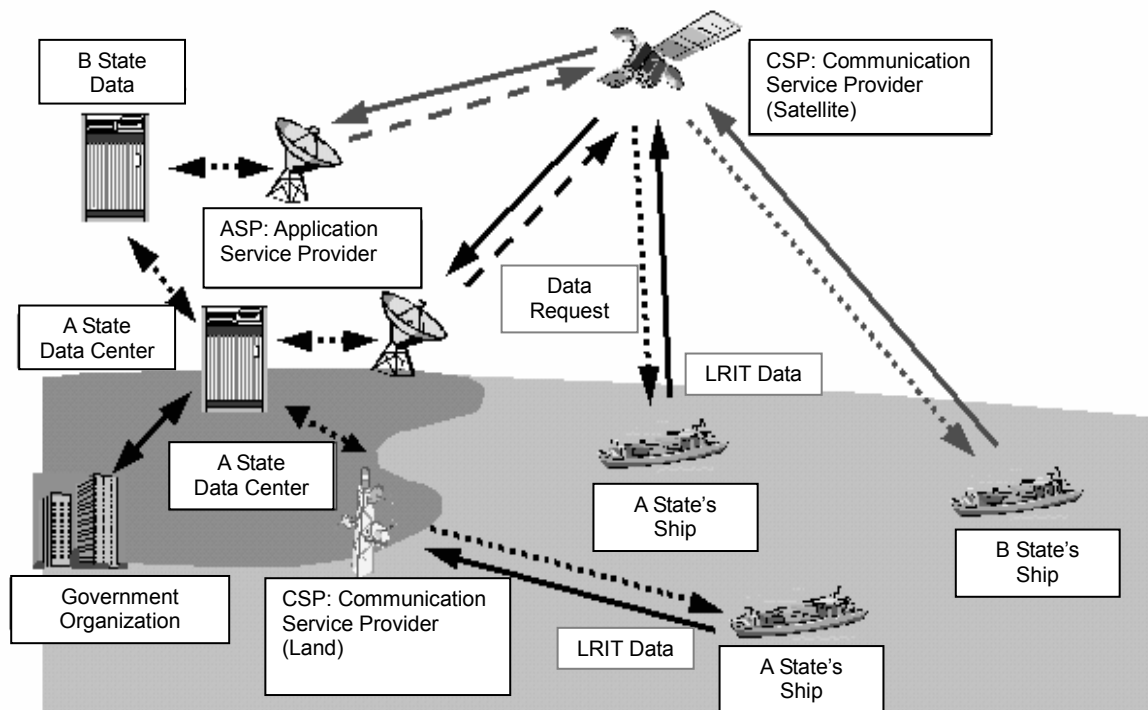 B State
Data
CSP: Communication
Service Provider
(Satellite)
ASP: Application
Service Provider
Data
Request
A State
Data Center
LRIT Data
A State
Data Center
A State's
Ship
B State's
Ship
Government
Organization
CSP: Communication
Service Provider
(Land)
LRIT Data
A State's
Ship